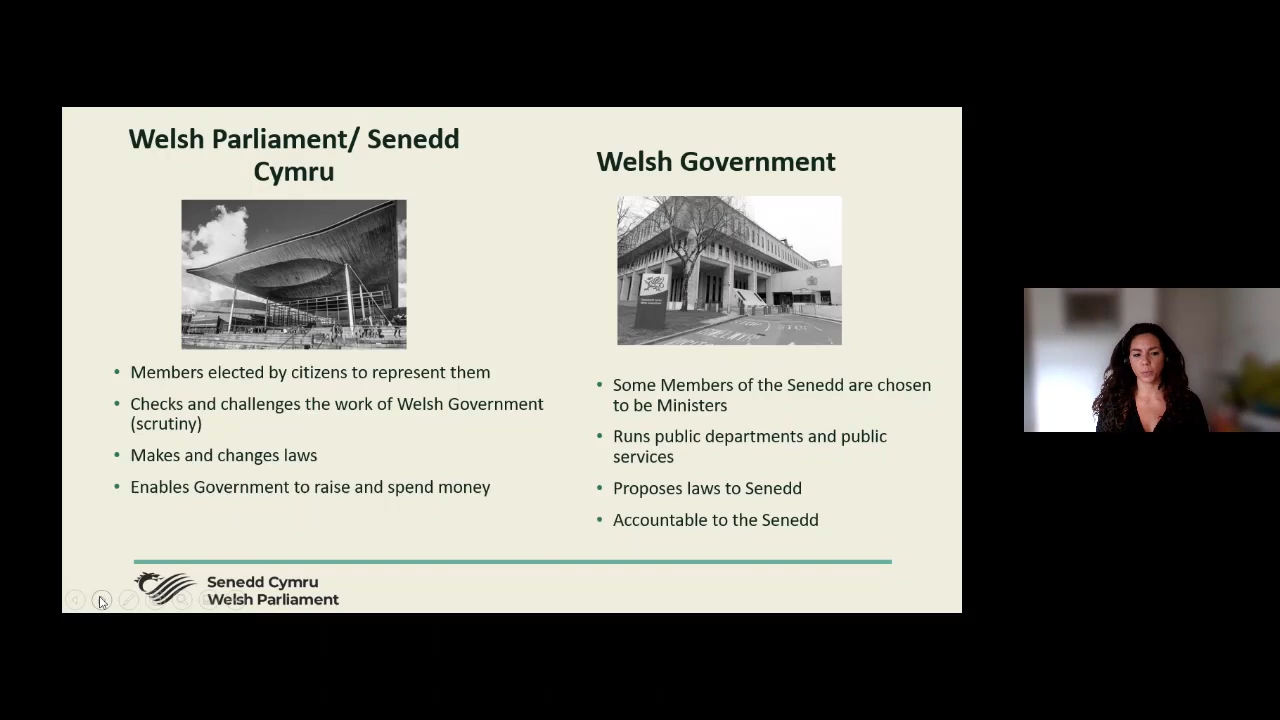 Welsh Parliament/ Senedd
Cymru
• Members elected by citizens to represent them
• Checks and challenges the work of Welsh Government
(scrutiny)
• Makes and changes laws
• Enables Government to raise and spend money
Welsh Government
• Some Members of the Senedd are chosen
to be Ministers
• Runs public departments and public
services
• Proposes laws to Senedd
• Accountable to the Senedd
Senedd Cymru
Welsh Parliament